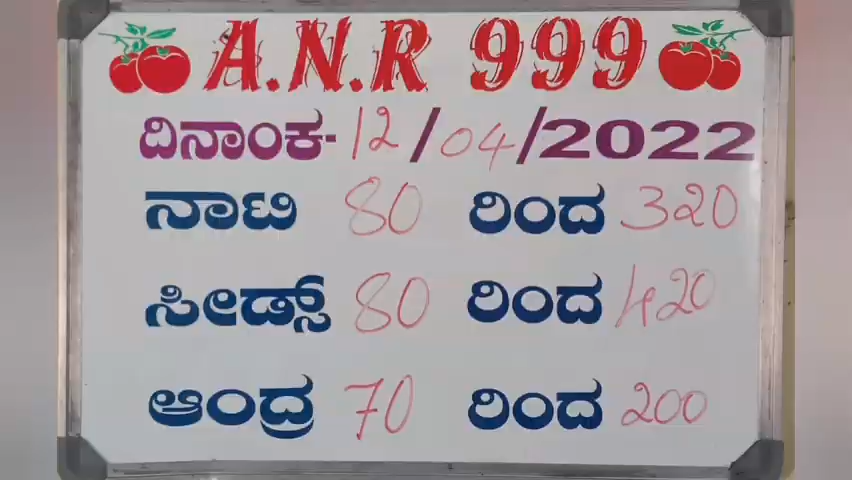 A.N.R 999
ದಿನಾಂಕ- 12/04/2022
ನಾಟಿ 80 ರಿಂದ 320
ಸೀಡ್ಸ್ 80 ರಿಂದ 420
ಆಂದ್ರ 70 ರಿಂದ 200